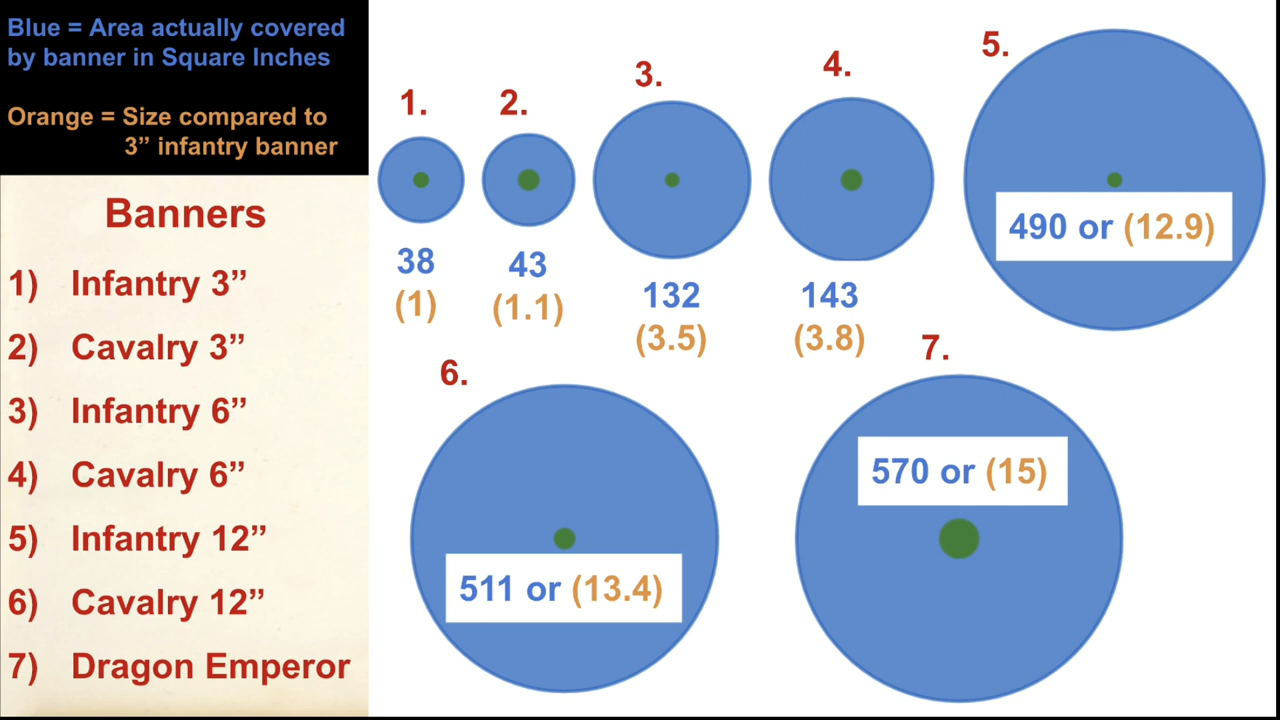 Blue = Area actually covered
by banner in Square Inches
Orange = Size compared to
3” infantry banner
Banners
1) Infantry 3”
2) Cavalry 3”
3) Infantry 6”
4) Cavalry 6”
5) Infantry 12”
6) Cavalry 12”
7) Dragon Emperor
1.
38
(1)
2.
43
(1.1)
3.
132
(3.5)
4.
143
(3.8)
5.
490 or (12.9)
6.
511 or (13.4)
7.
570 or (15)